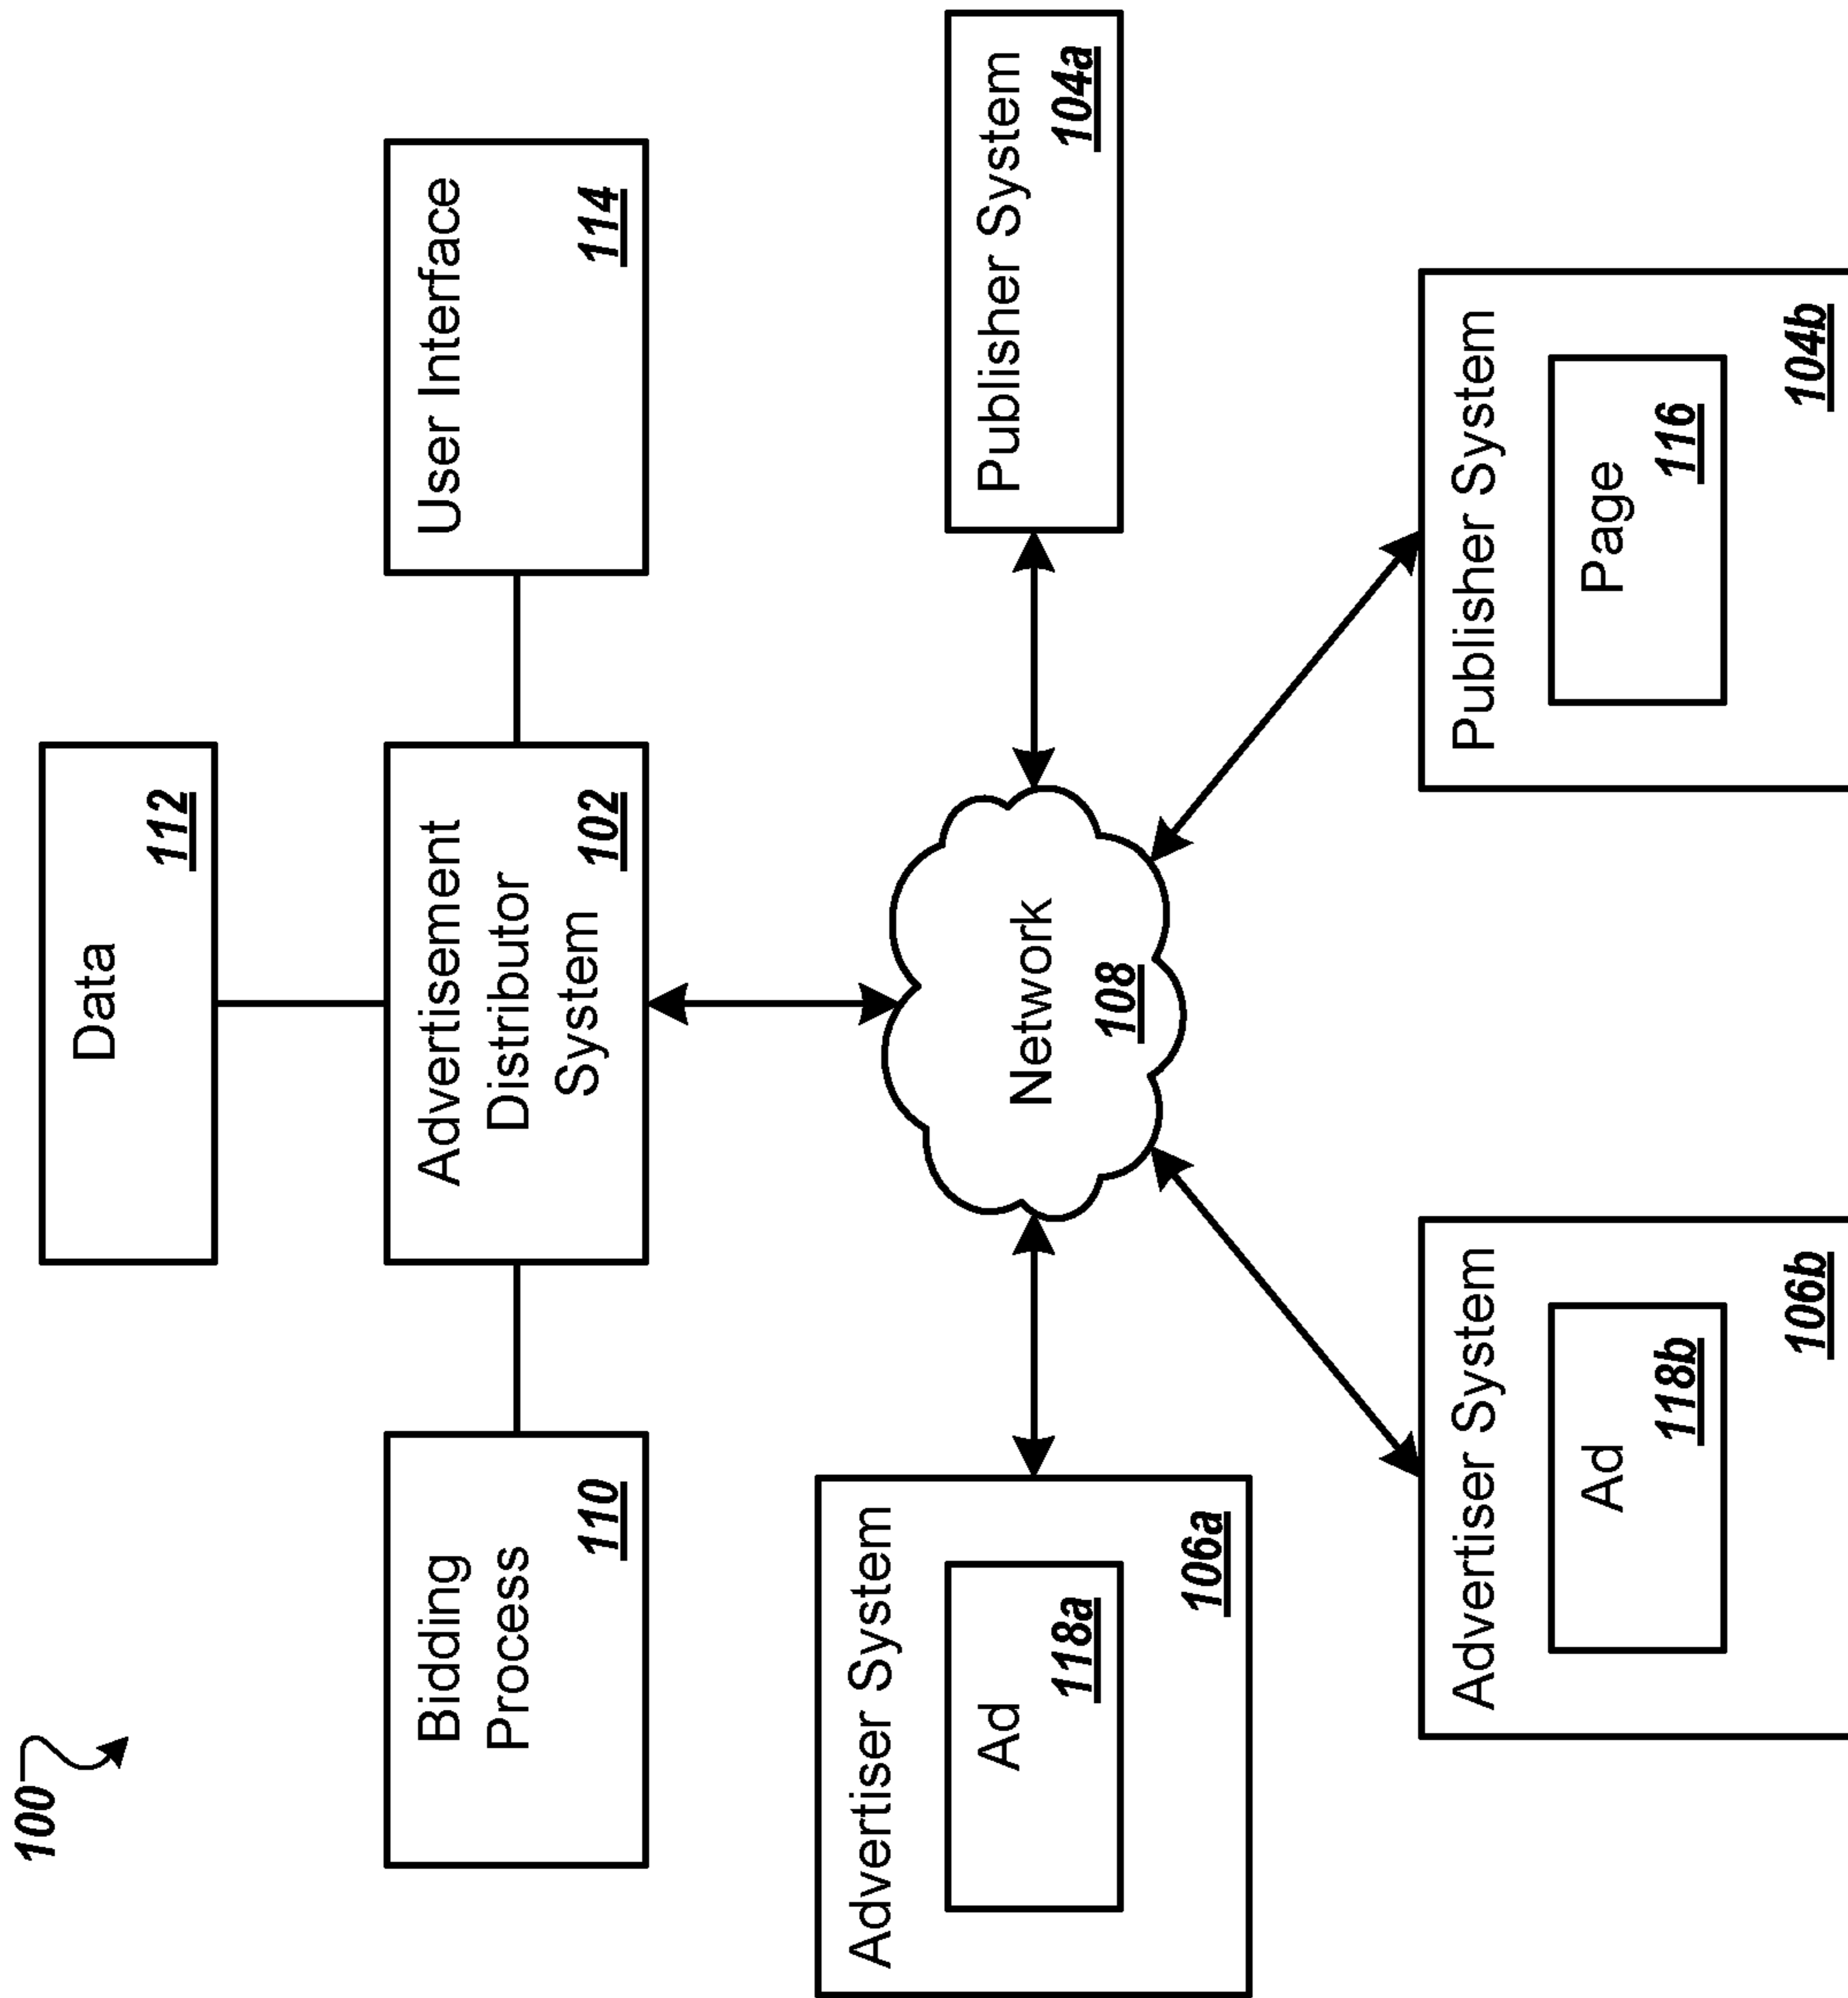 100
Data
112
Bidding
Process
110
Advertisement
Distributor
System
102
User Interface
114
Network
108
Advertiser System
Ad
118a
106a
Publisher System
104a
Advertiser System
Ad
118b
106b
Publisher System
Page
116
104b